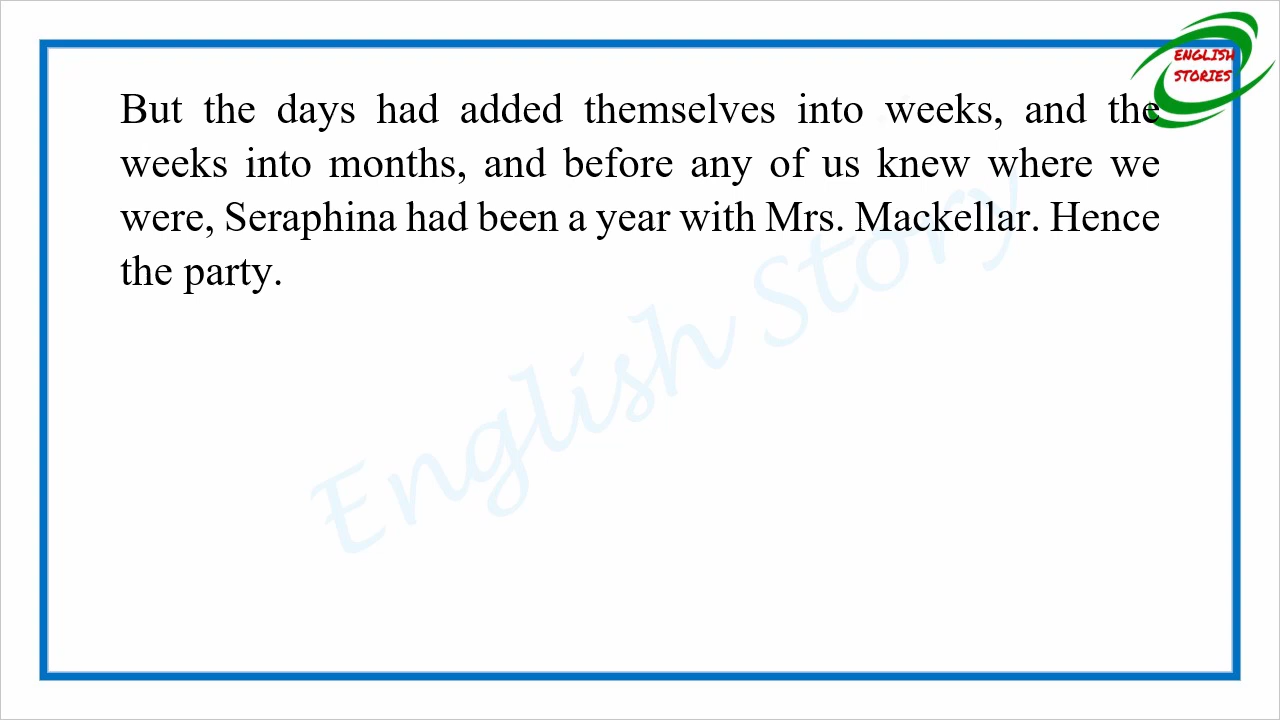 ENGLISH
STORIES
But the days had added themselves into weeks, and the
weeks into months, and before any of us knew where we
were, Seraphina had been a year with Mrs. Mackellar. Hence
the party.
English Story